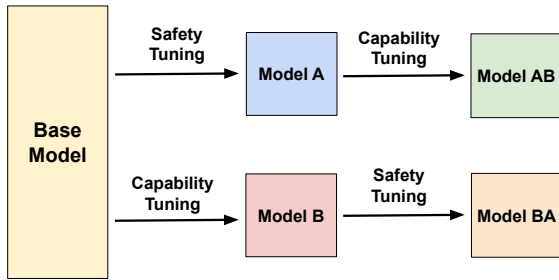 Base
Model
Safety
Tuning
Model A
Capability
Tuning
Model AB
Capability
Tuning
Model B
Safety
Tuning
Model BA